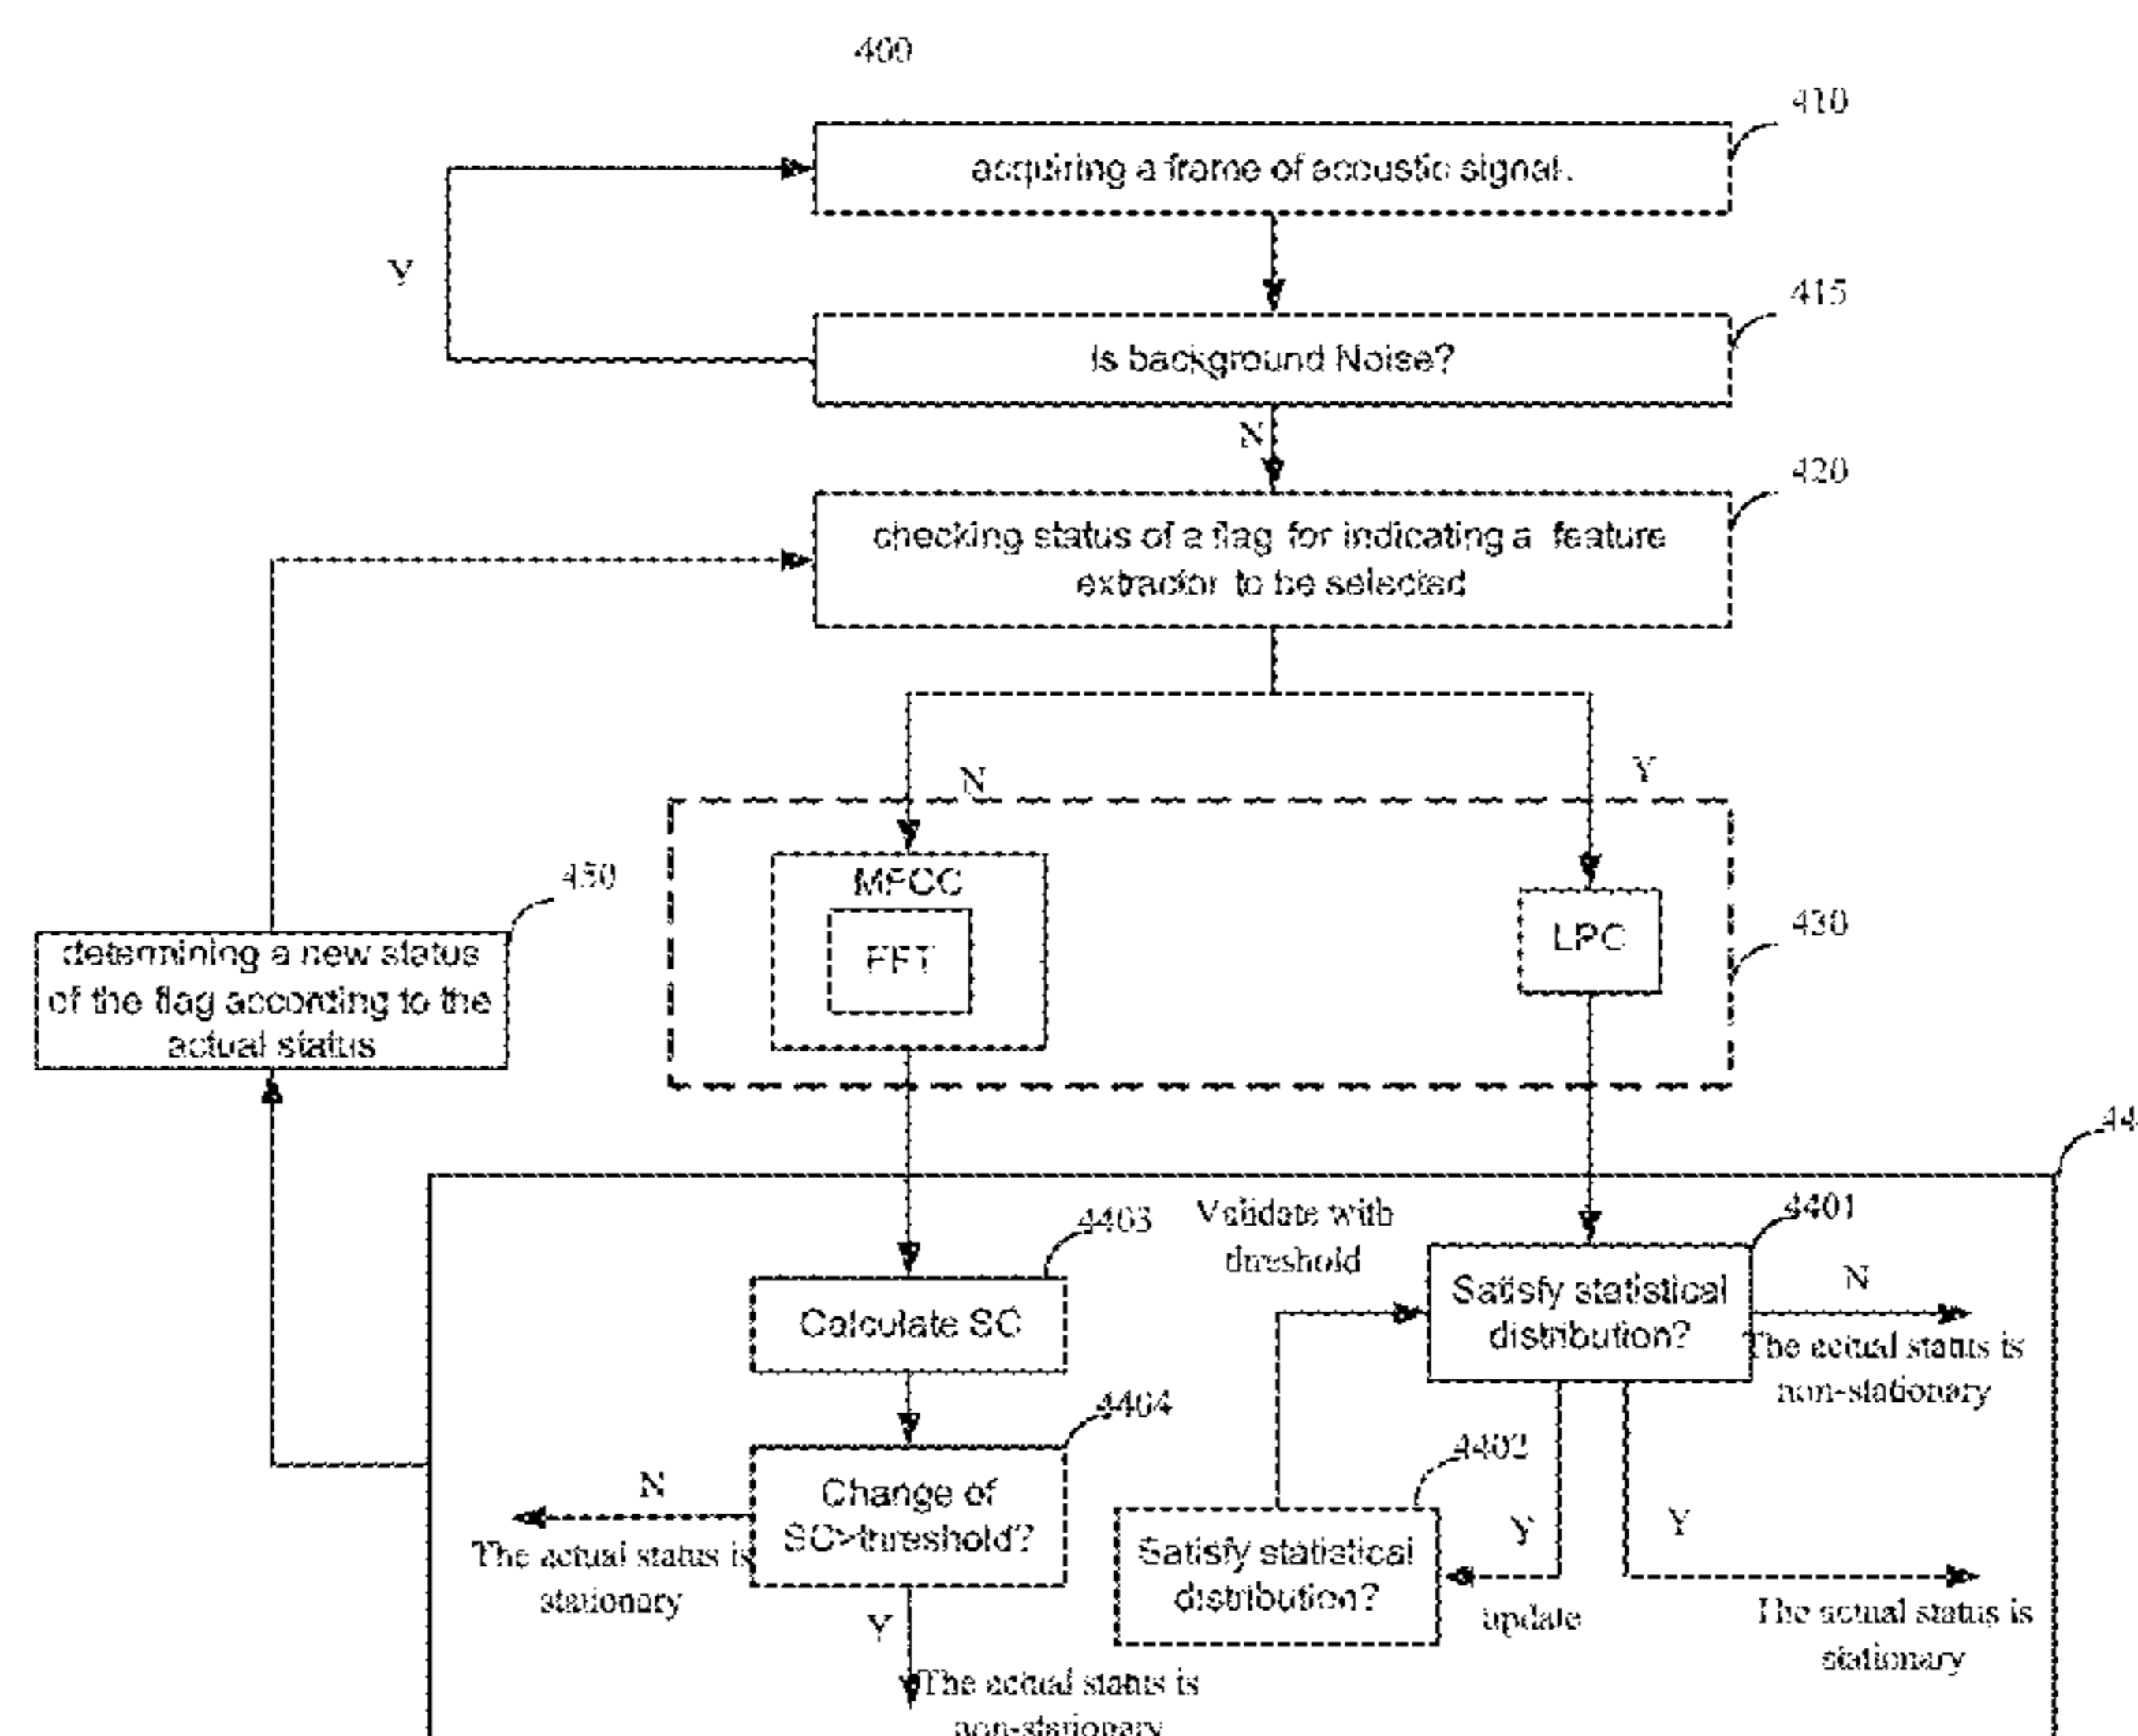 400
410
acquiring a frame of acoustic signal.
Y
415
Is background Noise?
N
420
checking status of a flag for indicating a feature
extractor to be selected
N
Y
MFCC
FFT
LPC
430
450
determining a new status
of the flag according to the
actual status
44
4403
Validate with
threshold
4401
Calculate SC
Satisfy statistical
distribution?
N
The actual status is
non-stationary
4404
4402
Change of
SC>threshold?
N
The actual status is
stationary
Y
The actual status is
non-stationary
Satisfy statistical
distribution?
Y
update
Y
The actual status is
stationary